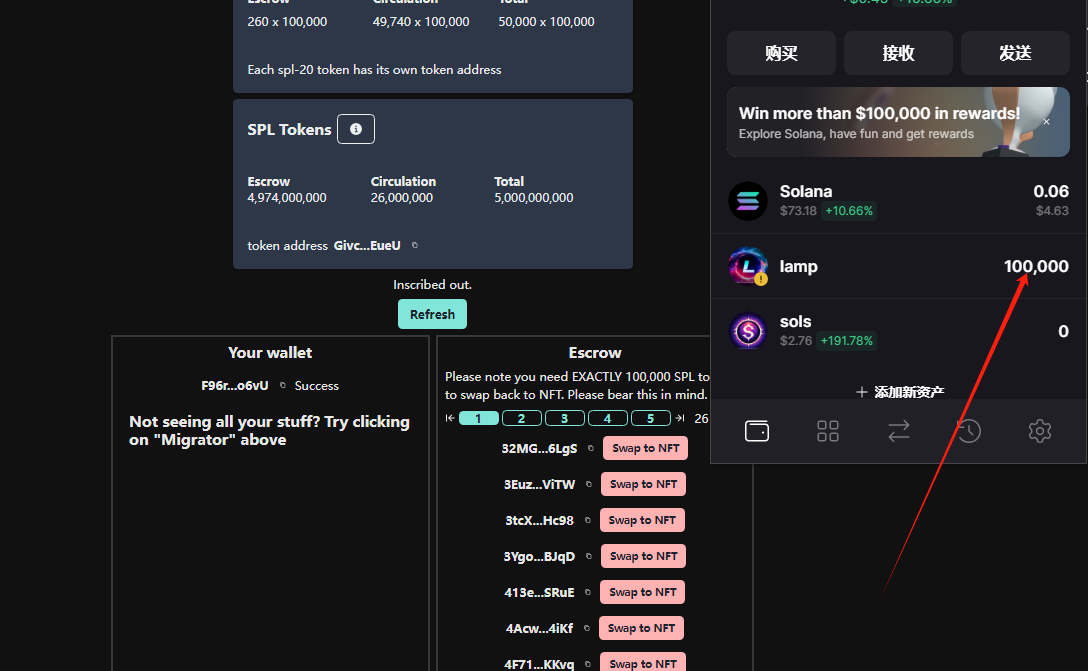 Escrow Circulation Total
260 x 100,000 49,740 x 100,000 50,000 x 100,000
Each spl-20 token has its own token address
SPL Tokens
Escrow Circulation Total
4,974,000,000 26,000,000 5,000,000,000
token address Givc...EueU
Inscribed out.
Refresh
Your wallet
F96r...o6vU Success
Not seeing all your stuff? Try clicking
on "Migrator" above
Escrow
Please note you need EXACTLY 100,000 SPL to
to swap back to NFT. Please bear this in mind.
1 2 3 4 5 26
32MG...6LgS Swap to NFT
3Euz...ViTW Swap to NFT
3tcX...Hc98 Swap to NFT
3Ygo...BJqD Swap to NFT
413e...SRuE Swap to NFT
4Acw...4iKf Swap to NFT
4F71...KKvq Swap to NFT
购买 接收 发送
Win more than $100,000 in rewards!
Explore Solana, have fun and get rewards
Solana 0.06
$73.18 +10.66% $4.63
lamp 100,000
sols 0
$2.76 +191.78%
+ 添加新资产